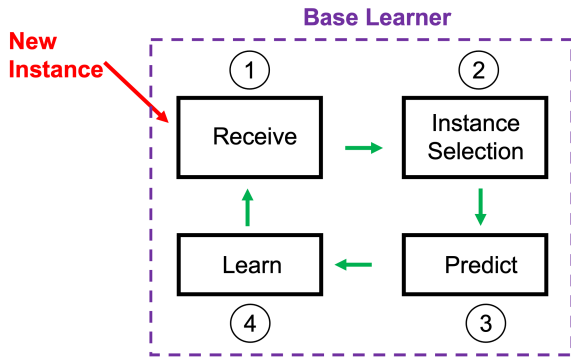 Base Learner
New
Instance
1
2
Receive
Instance
Selection
Learn
Predict
4
3